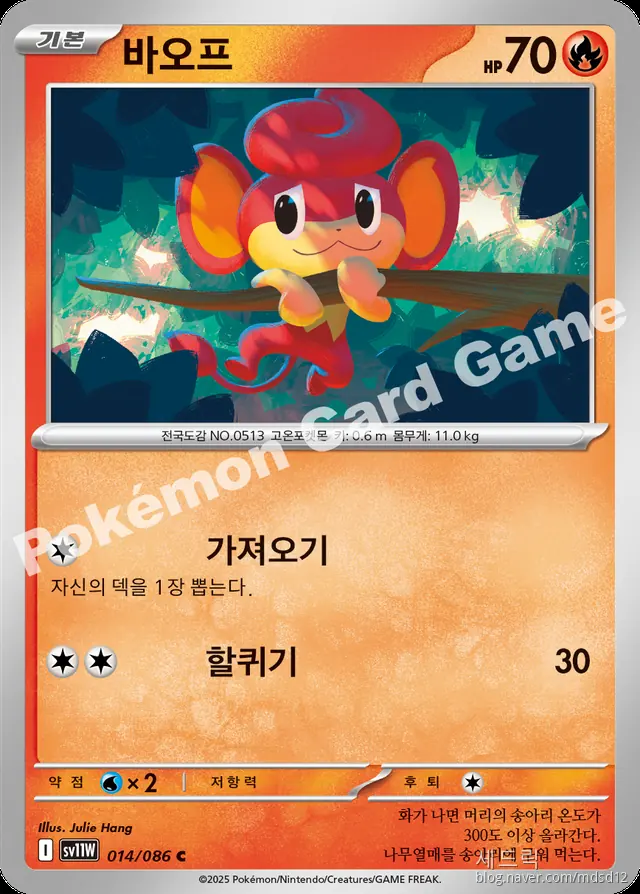 기본
바오프
HP70
전국도감 NO.0513 고온포켓몬 키: 0.6 m 몸무게: 11.0 kg
Pokémon Card Game
가져오기
자신의 덱을 1장 뽑는다.
할퀴기 30
약점 ×2 저항력 후퇴
Illus. Julie Hang
화가 나면 머리의 송아리 온도가
300도 이상 올라간다.
나무열매를 송아리에 구워 먹는다.
I sv11W 014/086 C
세드릭
blog.naver.com/mdsd12
©2025 Pokémon/Nintendo/Creatures/GAME FREAK.